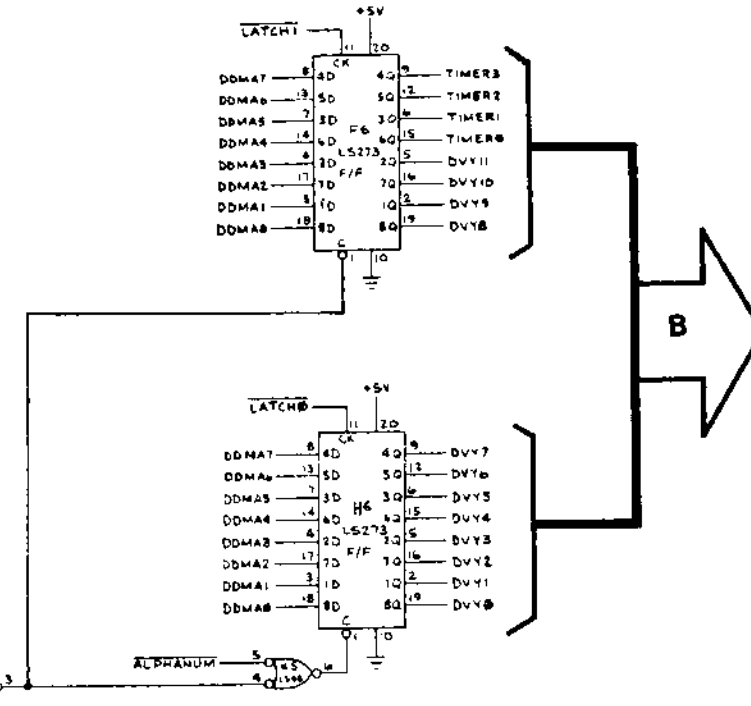 +5V
LATCH1
11 20
CK
DDMA7 8 4D 4Q 9 TIMER3
DDMA6 13 5D 5Q 12 TIMER2
DDMA5 7 3D 3Q 6 TIMER1
DDMA4 14 6D 6Q 15 TIMER0
DDMA3 4 2D 2Q 5 DVY11
DDMA2 17 7D 7Q 16 DVY10
DDMA1 3 1D 1Q 2 DVY9
DDMA0 18 8D 8Q 19 DVY8
F6
LS273
F/F
C
1 10
B
+5V
LATCH0
11 20
CK
DDMA7 8 4D 4Q 9 DVY7
DDMA6 13 5D 5Q 12 DVY6
DDMA5 7 3D 3Q 6 DVY5
DDMA4 14 6D 6Q 15 DVY4
DDMA3 4 2D 2Q 5 DVY3
DDMA2 17 7D 7Q 16 DVY2
DDMA1 3 1D 1Q 2 DVY1
DDMA0 18 8D 8Q 19 DVY0
H6
LS273
F/F
C
1 10
ALPHANUM 5
4
6
3